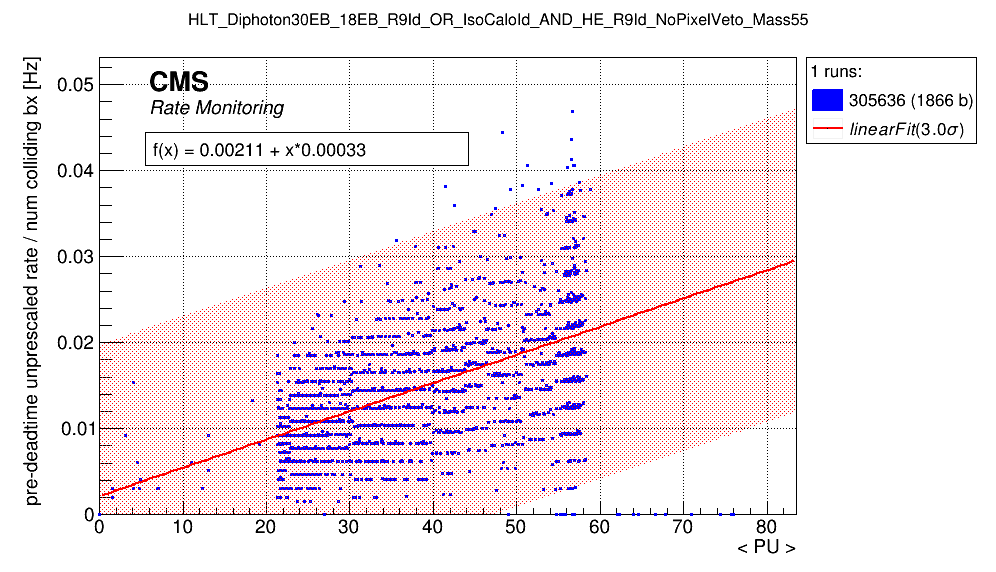 HLT_Diphoton30EB_18EB_R9Id_OR_IsoCaloId_AND_HE_R9Id_NoPixelVeto_Mass55
pre-deadtime unprescaled rate / num colliding bx [Hz]
0.05
0.04
0.03
0.02
0.01
0
CMS
Rate Monitoring
f(x) = 0.00211 + x*0.00033
1 runs:
305636 (1866 b)
linearFit(3.0σ)
0 10 20 30 40 50 60 70 80
< PU >